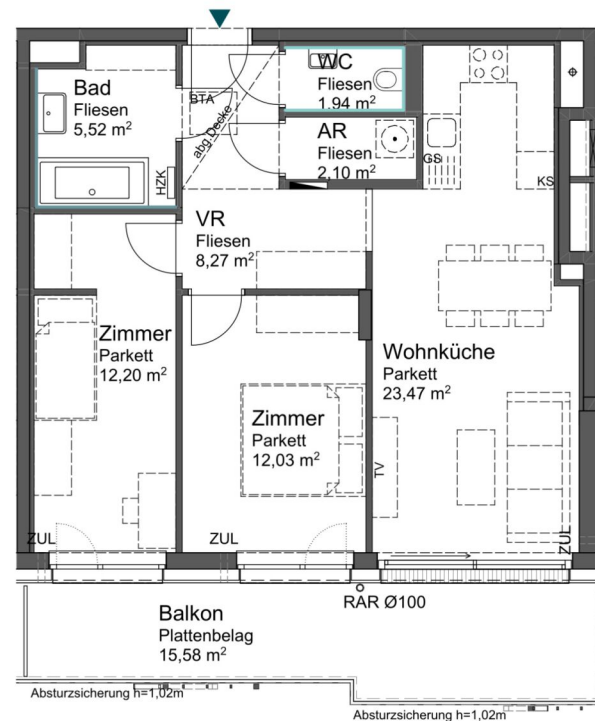 WC
Fliesen
1,94 m²
Bad
Fliesen
5,52 m²
BTA
abg.Decke
AR
Fliesen
2,10 m²
GS
KS
HZK
VR
Fliesen
8,27 m²
Zimmer
Parkett
12,20 m²
Wohnküche
Parkett
23,47 m²
Zimmer
Parkett
12,03 m²
TV
ZUL
ZUL
ZUL
RAR Ø100
Balkon
Plattenbelag
15,58 m²
Absturzsicherung h=1,02m
Absturzsicherung h=1,02m